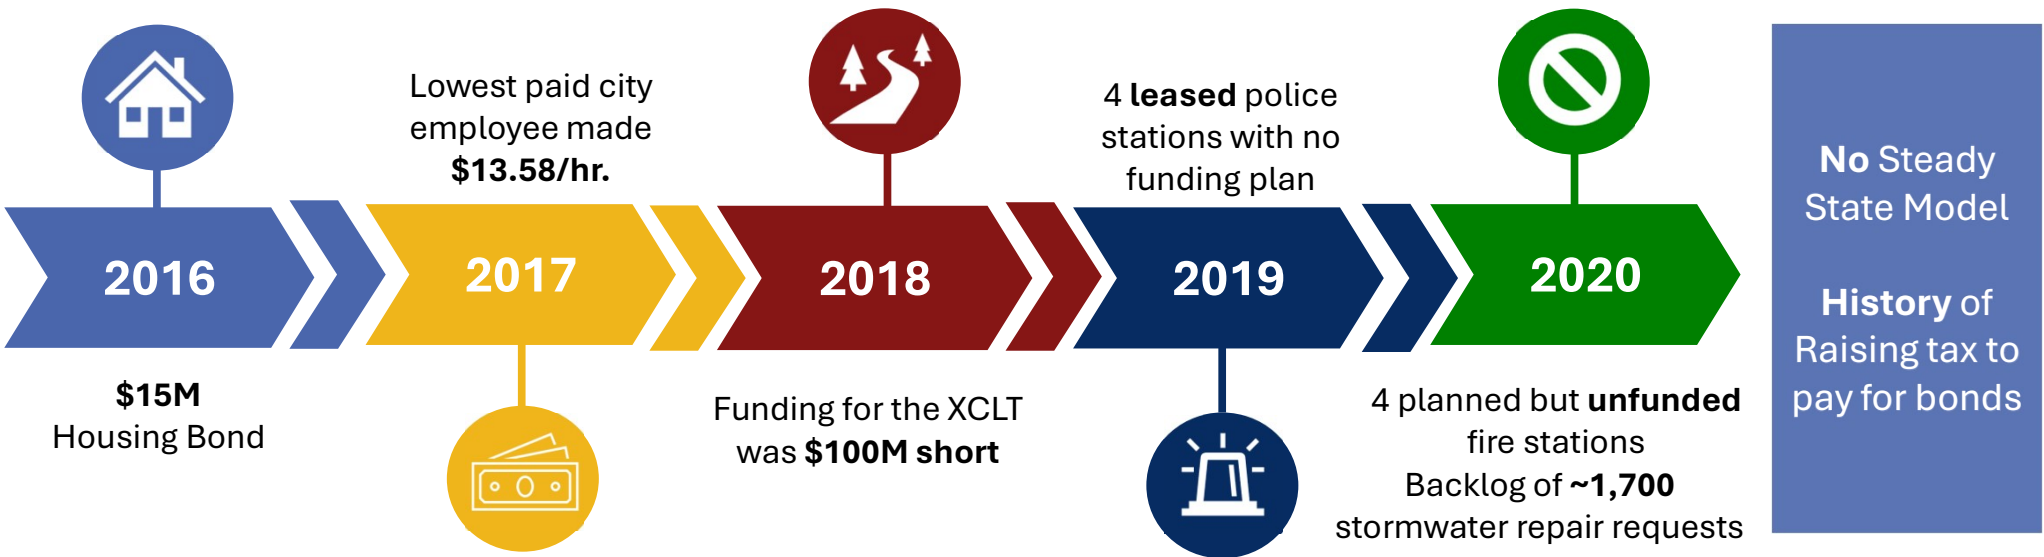 2016
$15M
Housing Bond
Lowest paid city
employee made
$13.58/hr.
2017
2018
Funding for the XCLT
was $100M short
4 leased police
stations with no
funding plan
2019
2020
4 planned but unfunded
fire stations
Backlog of ~1,700
stormwater repair requests
No Steady
State Model
History of
Raising tax to
pay for bonds